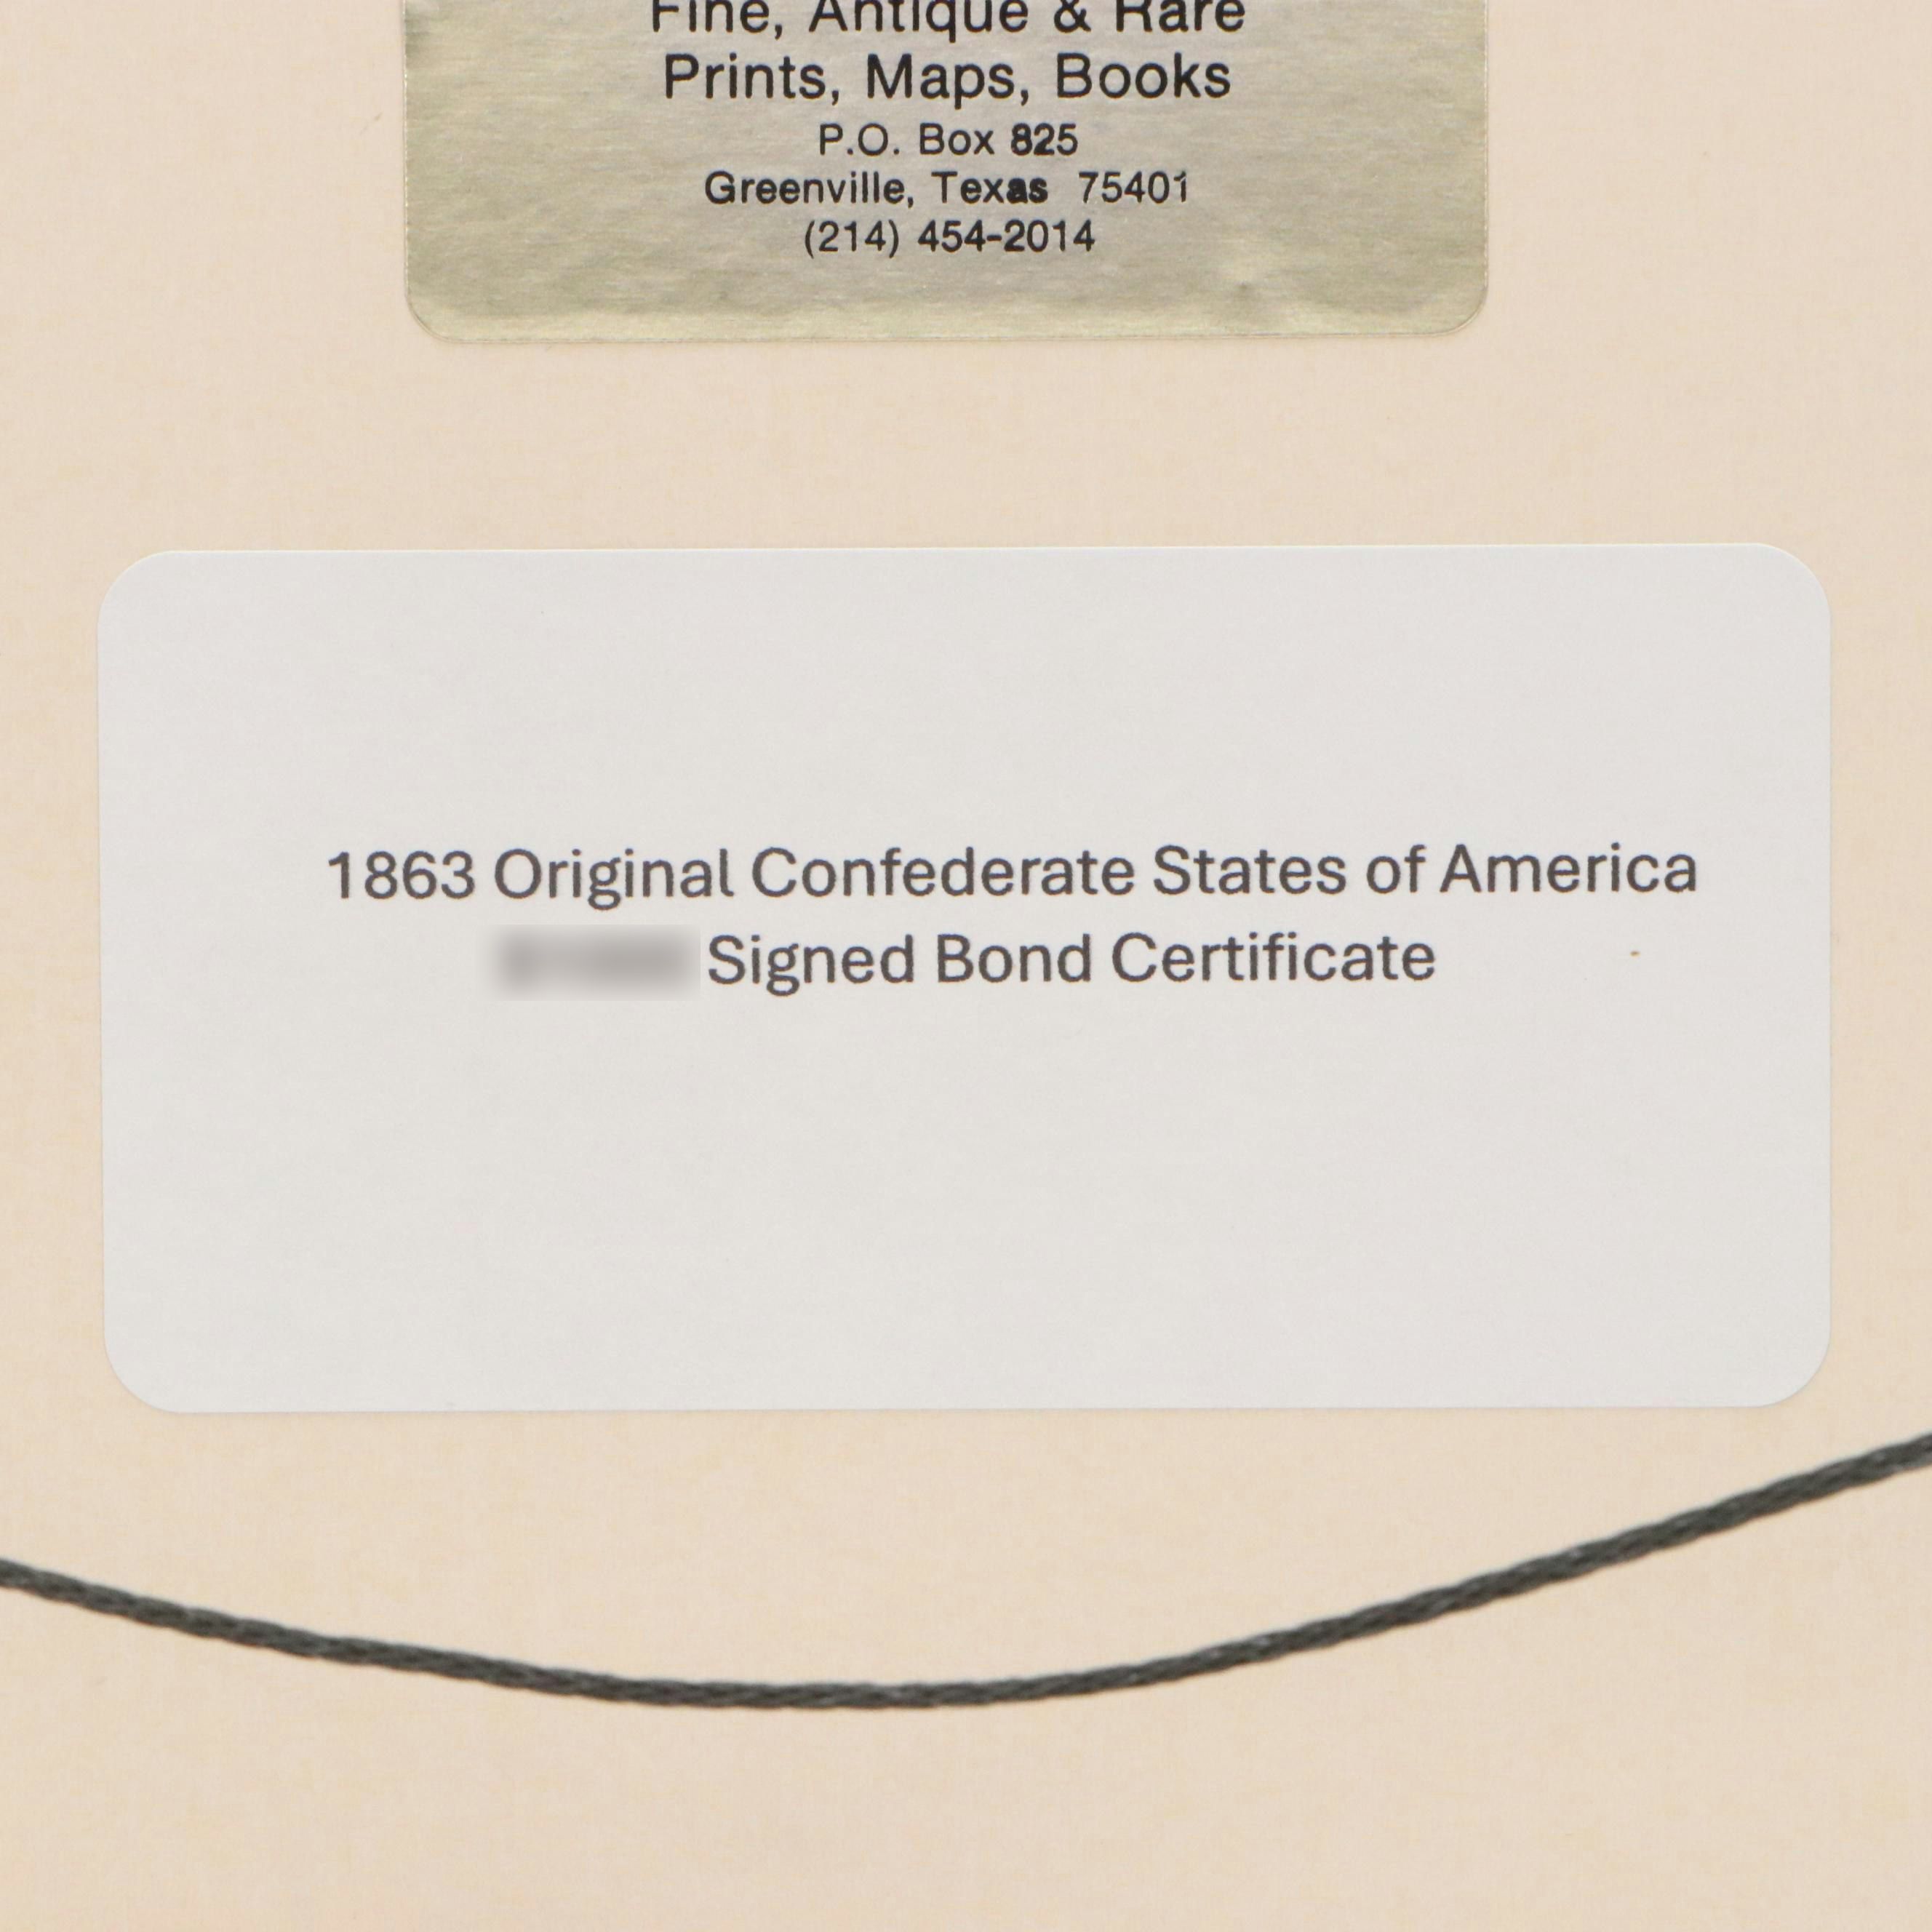 Fine, Antique & Rare
Prints, Maps, Books
P.O. Box 825
Greenville, Texas 75401
(214) 454-2014
1863 Original Confederate States of America
Signed Bond Certificate